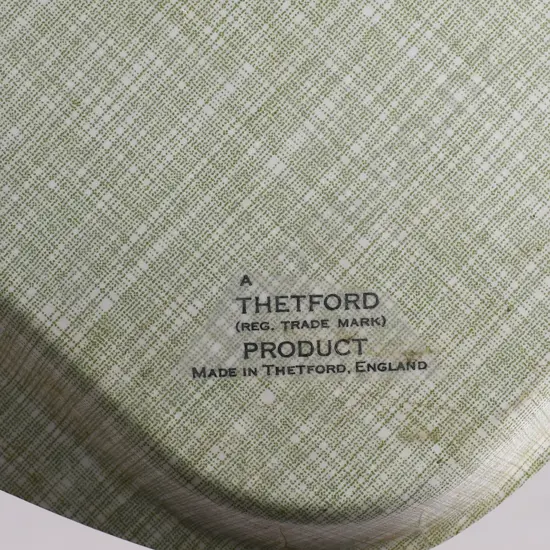 A
THETFORD
(REG. TRADE MARK)
PRODUCT
MADE IN THETFORD, ENGLAND